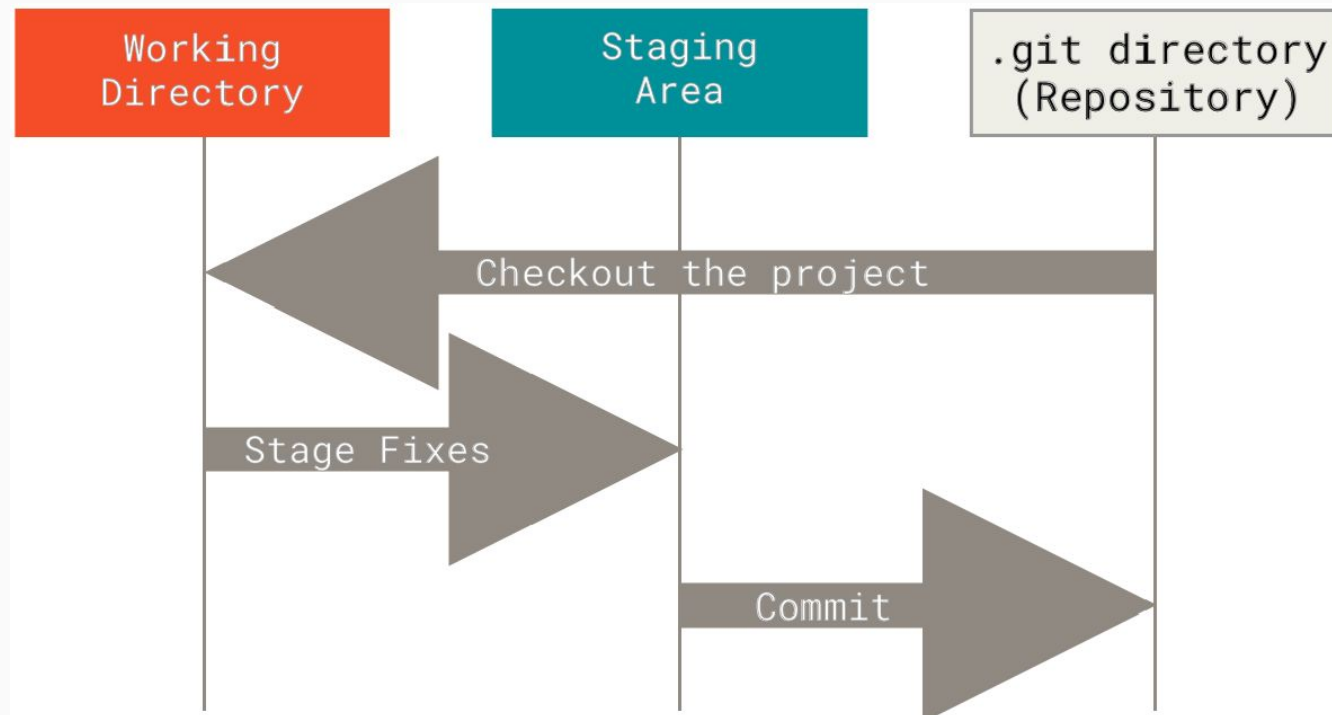 Working
Directory
Staging
Area
.git directory
(Repository)
Checkout the project
Stage Fixes
Commit